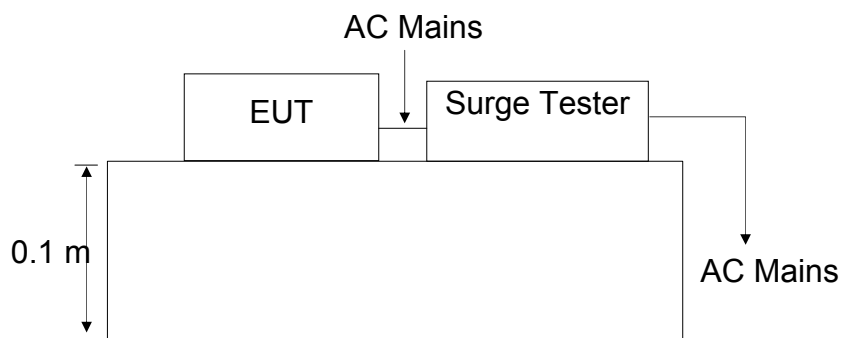 AC Mains
EUT
Surge Tester
0.1 m
AC Mains